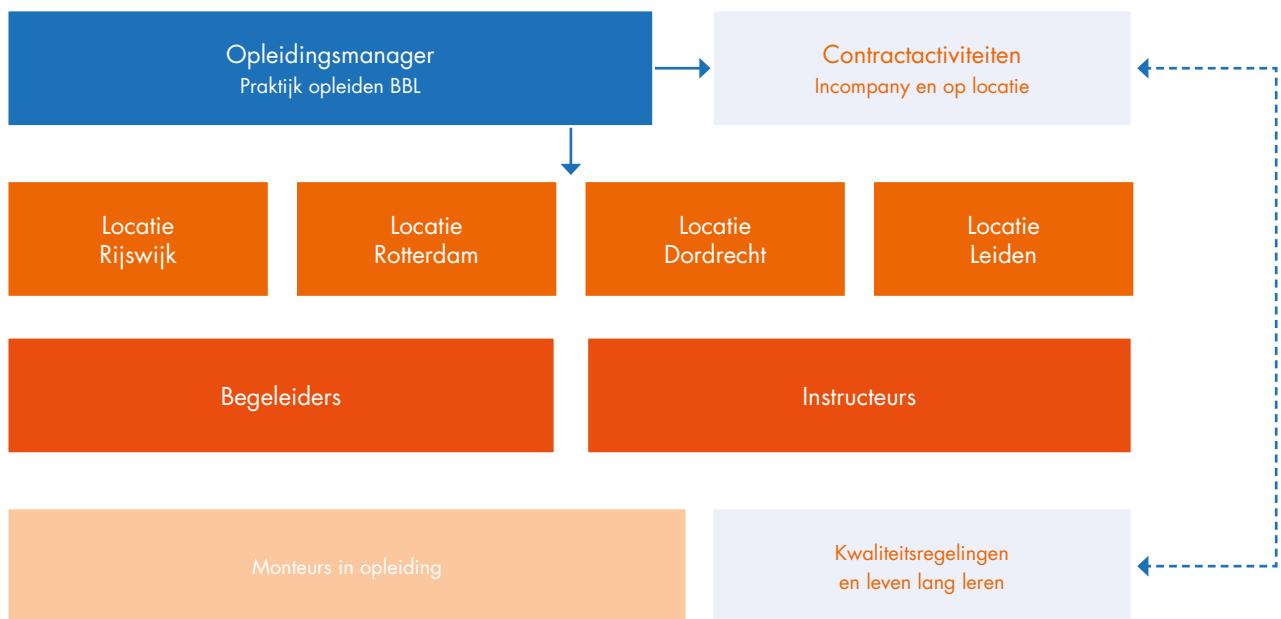 Opleidingsmanager
Praktijk opleiden BBL
Contractactiviteiten
Incompany en op locatie
Locatie
Rijswijk
Locatie
Rotterdam
Locatie
Dordrecht
Locatie
Leiden
Begeleiders
Instructeurs
Monteurs in opleiding
Kwaliteitsregelingen
en leven lang leren